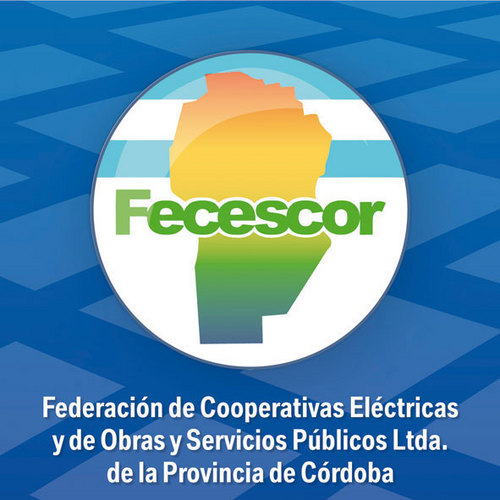 Fecescor
Federación de Cooperativas Eléctricas
y de Obras y Servicios Públicos Ltda.
de la Provincia de Córdoba